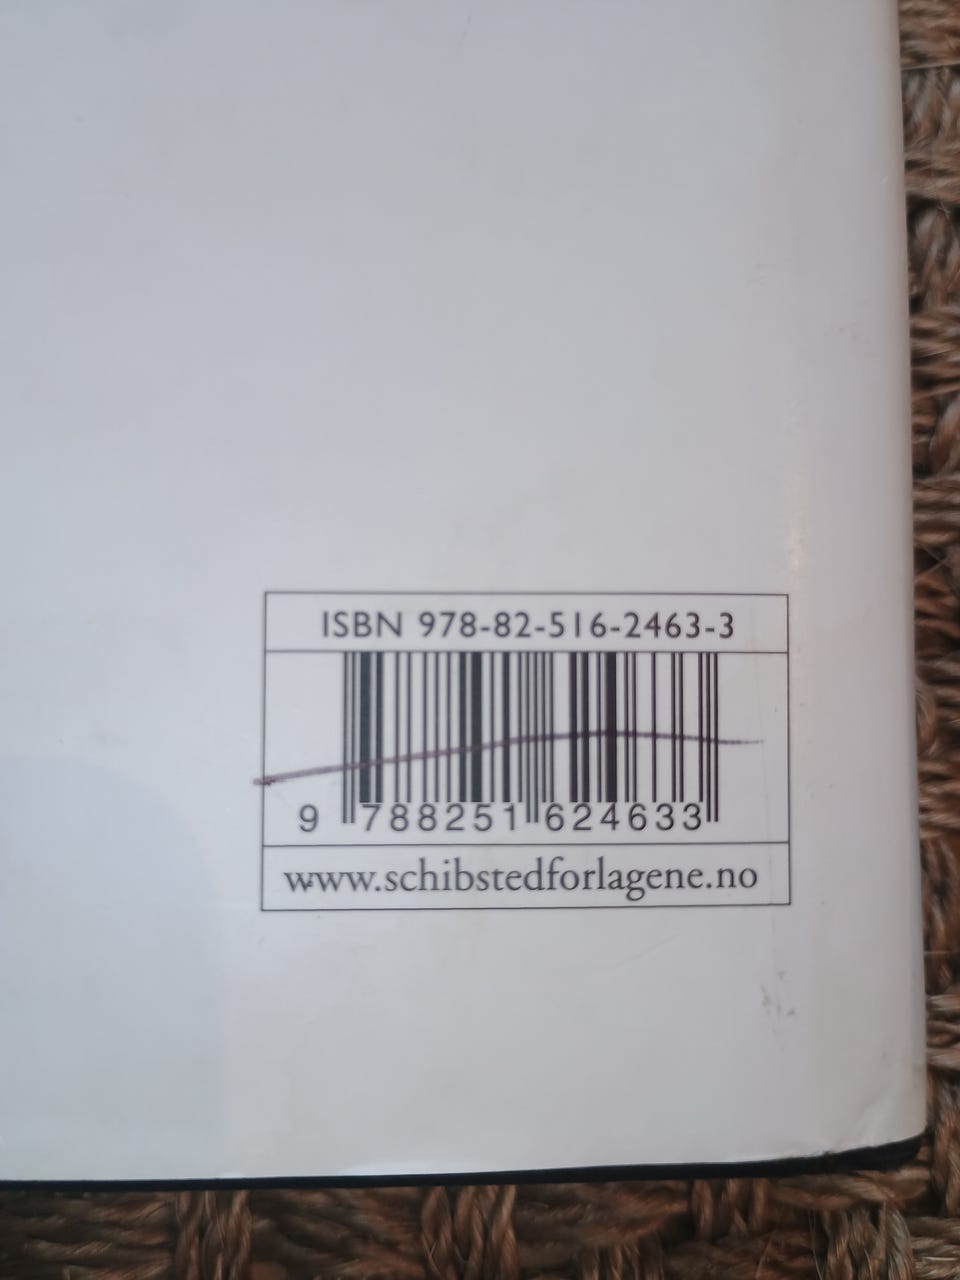 ISBN 978-82-516-2463-3
9 788251 624633
www.schibstedforlagene.no